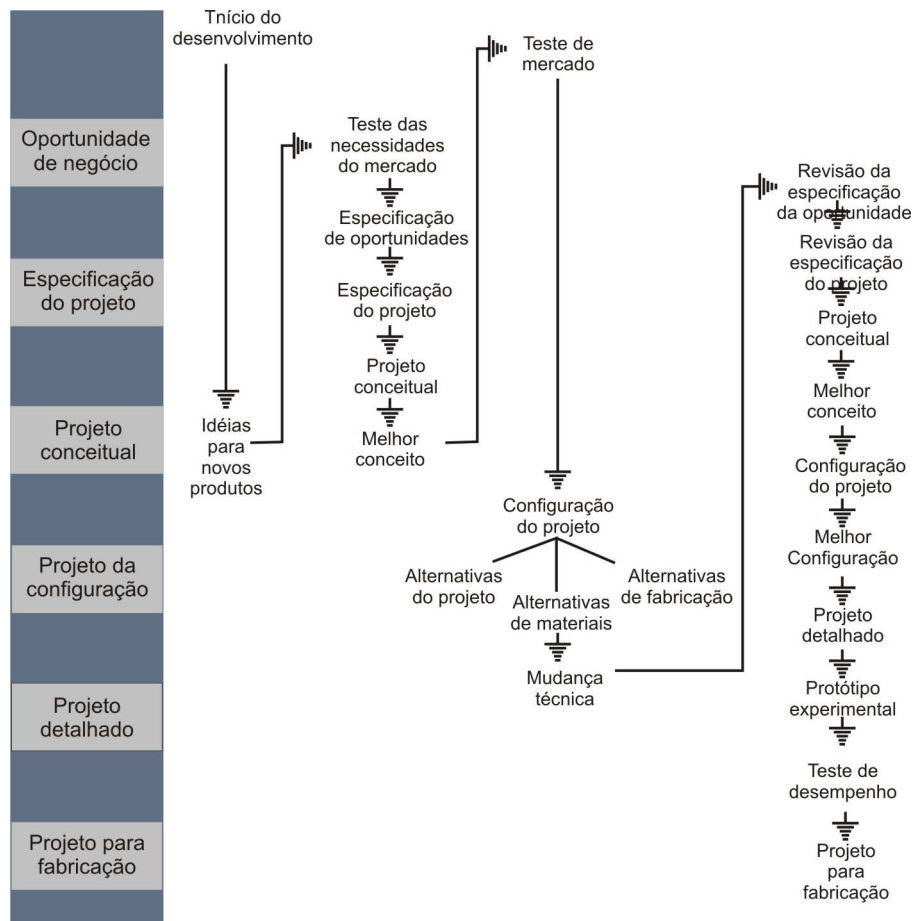 Oportunidade
de negócio
Especificação
do projeto
Projeto
conceitual
Projeto da
configuração
Projeto
detalhado
Projeto para
fabricação
Tnício do
desenvolvimento
Idéias
para
novos
produtos
Teste das
necessidades
do mercado
Especificação
de oportunidades
Especificação
do projeto
Projeto
conceitual
Melhor
conceito
Teste de
mercado
Configuração
do projeto
Alternativas
do projeto
Alternativas
de materiais
Alternativas
de fabricação
Mudança
técnica
Revisão da
especificação
da oportunidade
Revisão da
especificação
do projeto
Projeto
conceitual
Melhor
conceito
Configuração
do projeto
Melhor
Configuração
Projeto
detalhado
Protótipo
experimental
Teste de
desempenho
Projeto
para
fabricação